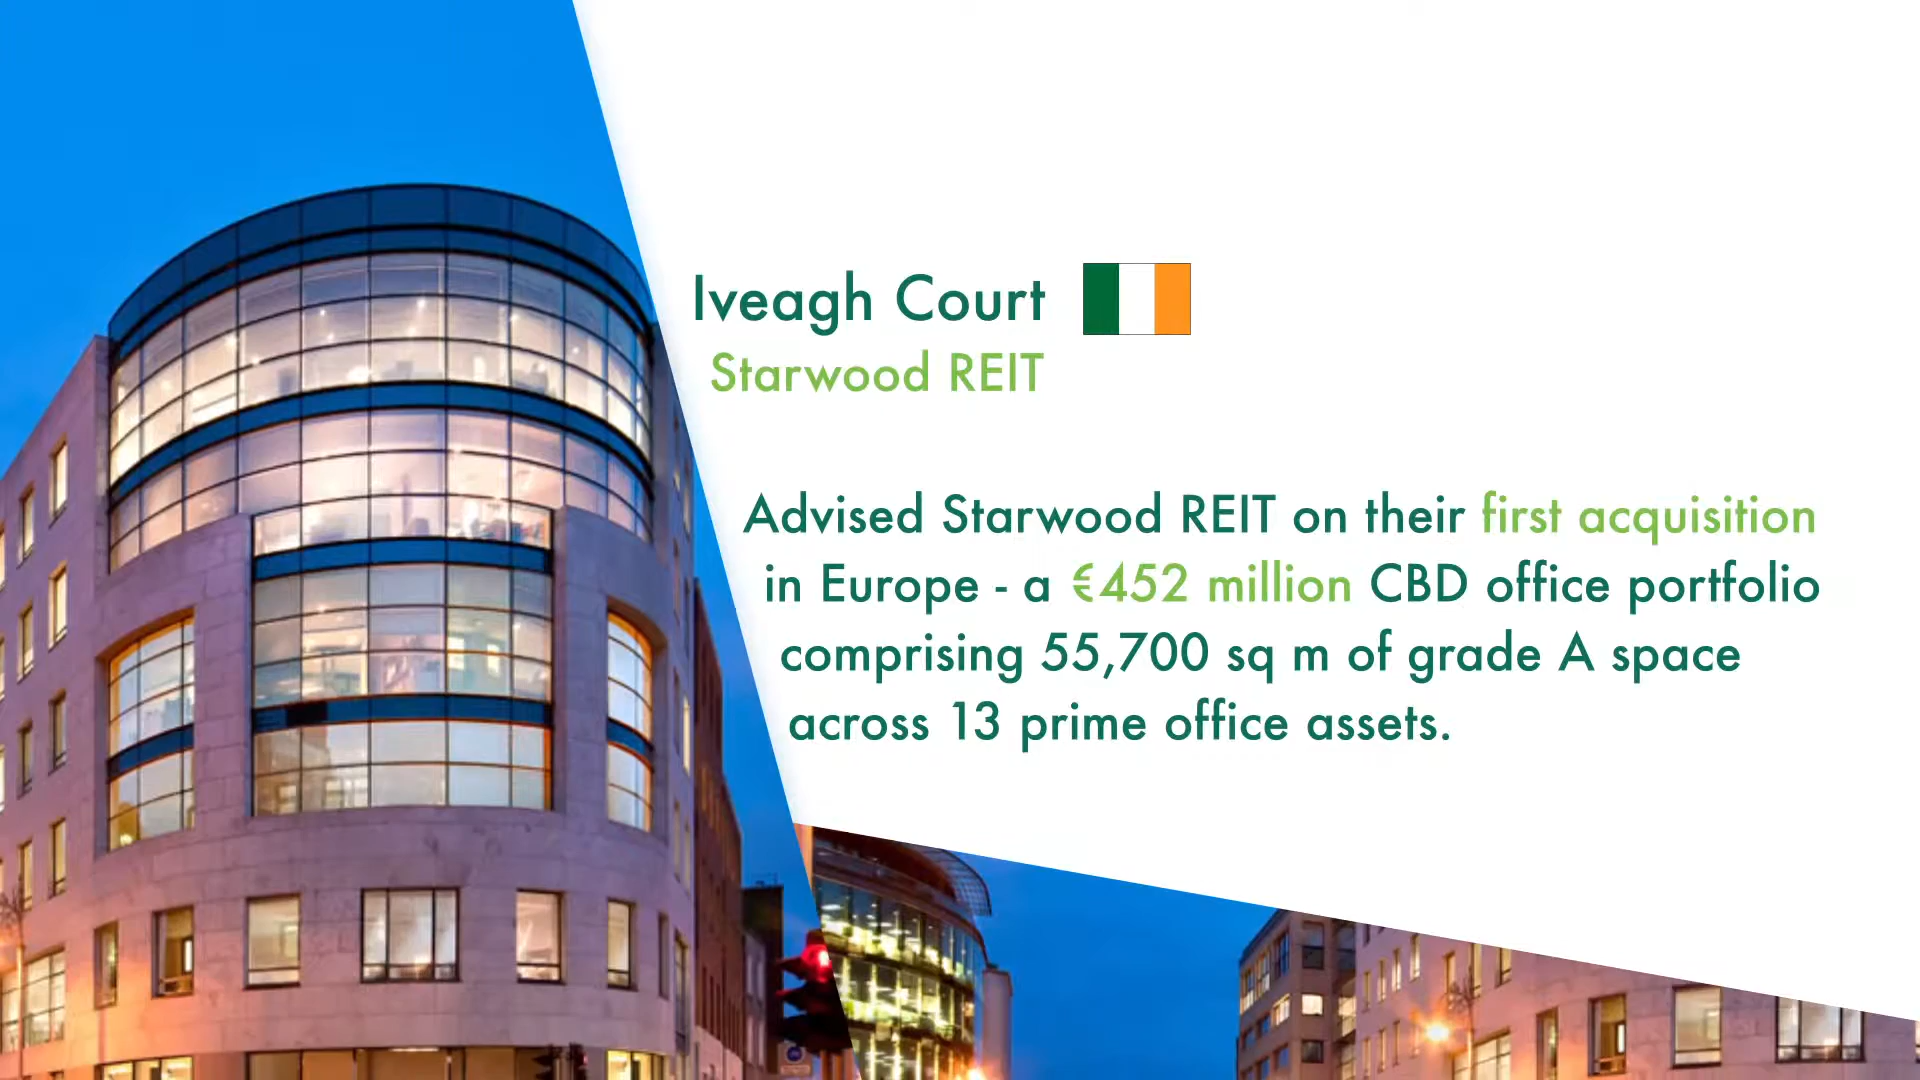 Iveagh Court
Starwood REIT
Advised Starwood REIT on their first acquisition
in Europe - a €452 million CBD office portfolio
comprising 55,700 sq m of grade A space
across 13 prime office assets.